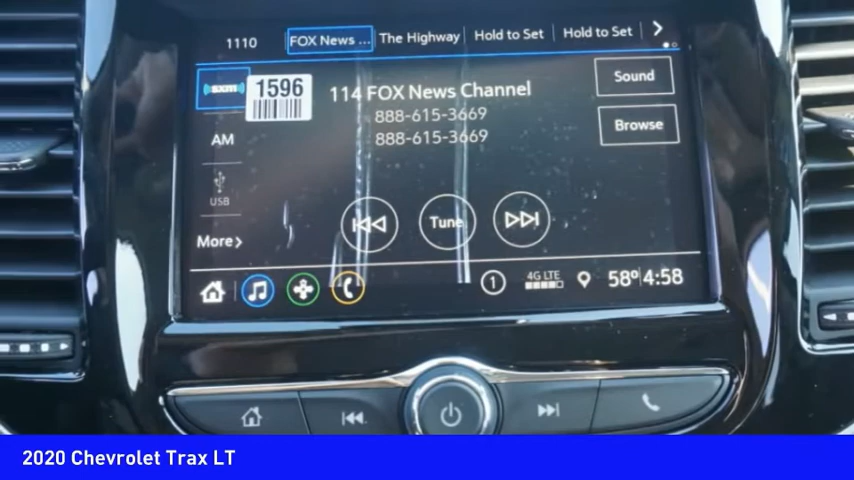 1110 FOX News ... The Highway Hold to Set Hold to Set >
sxm 1596 114 FOX News Channel Sound
888-615-3669
AM 888-615-3669 Browse
USB
Tune
More >
1 4G LTE 58° 4:58
2020 Chevrolet Trax LT